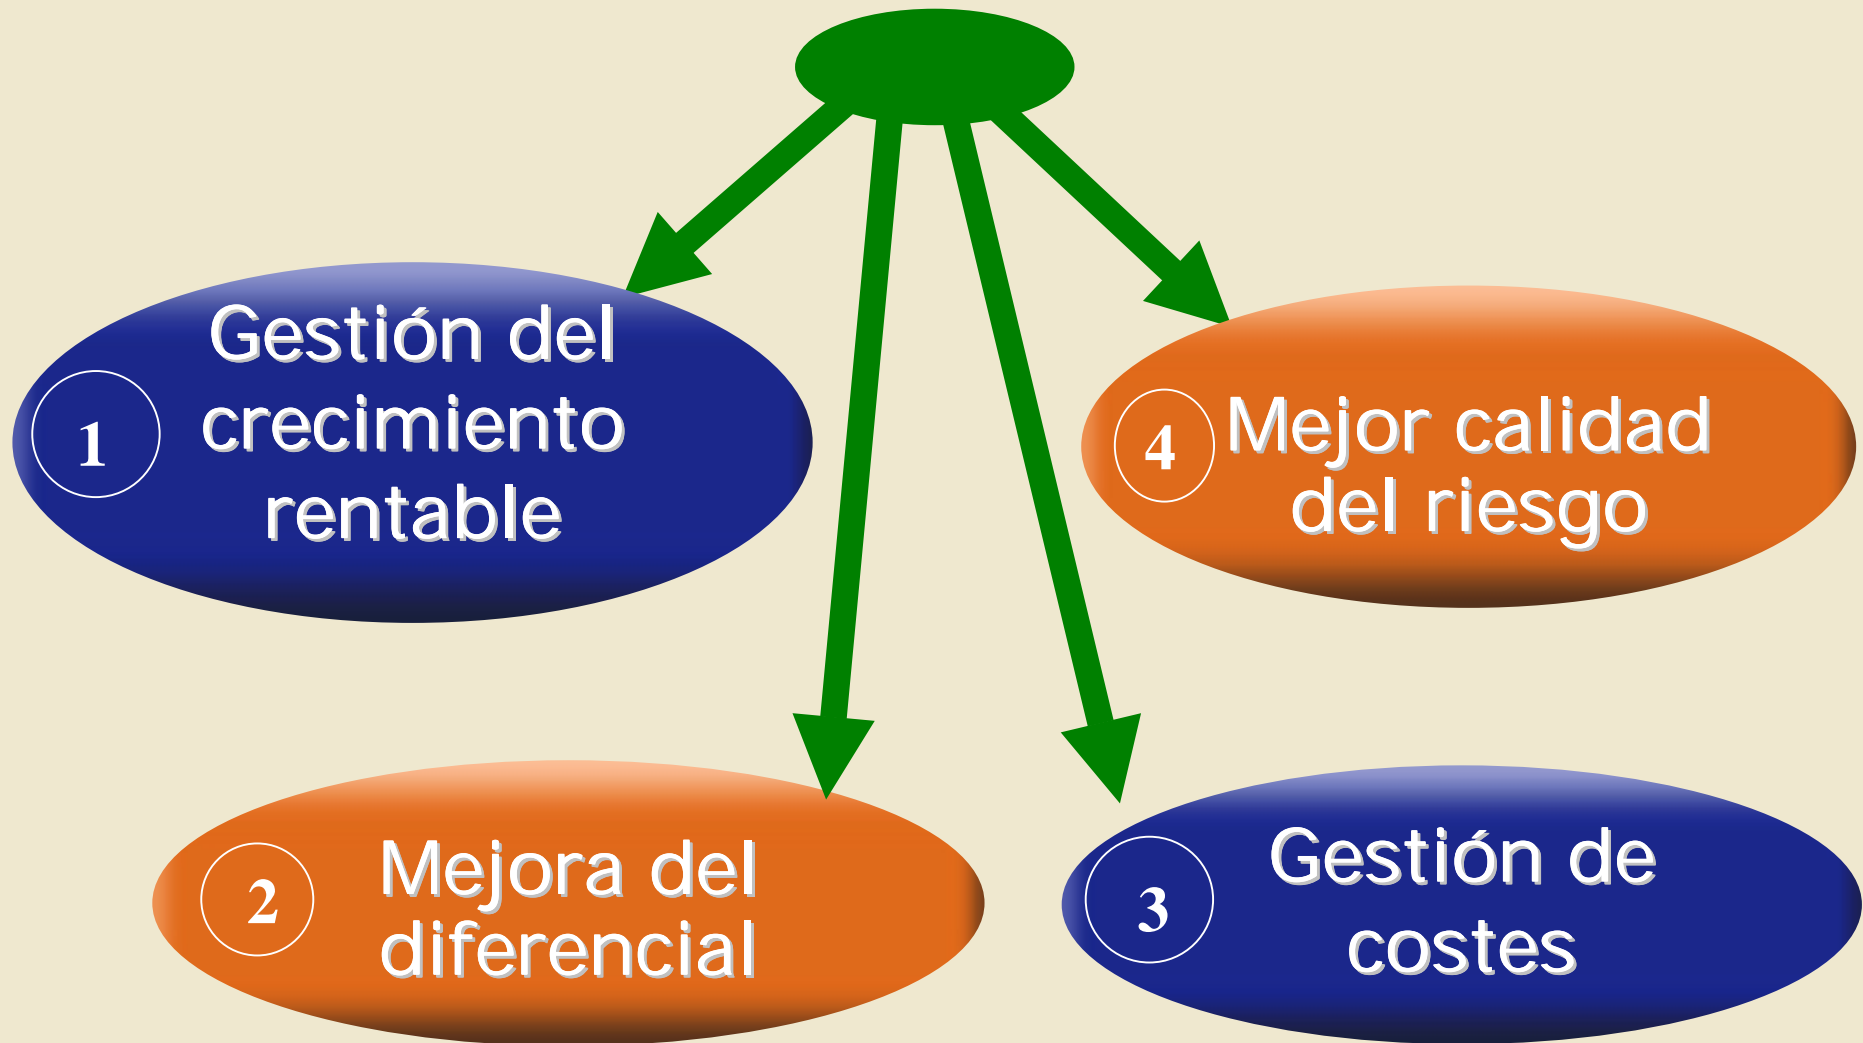 1
Gestión del
crecimiento
rentable
4
Mejor calidad
del riesgo
2
Mejora del
diferencial
3
Gestión de
costes